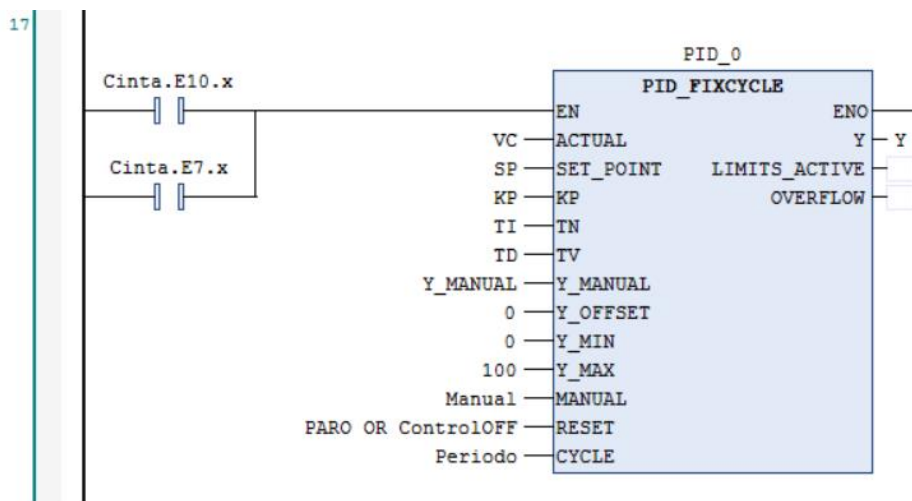 17
PID_0
Cinta.E10.x
PID_FIXCYCLE
EN ENO
VC ACTUAL Y Y
Cinta.E7.x
SP SET_POINT LIMITS_ACTIVE
KP KP OVERFLOW
TI TN
TD TV
Y_MANUAL Y_MANUAL
0 Y_OFFSET
0 Y_MIN
100 Y_MAX
Manual MANUAL
PARO OR ControlOFF RESET
Periodo CYCLE